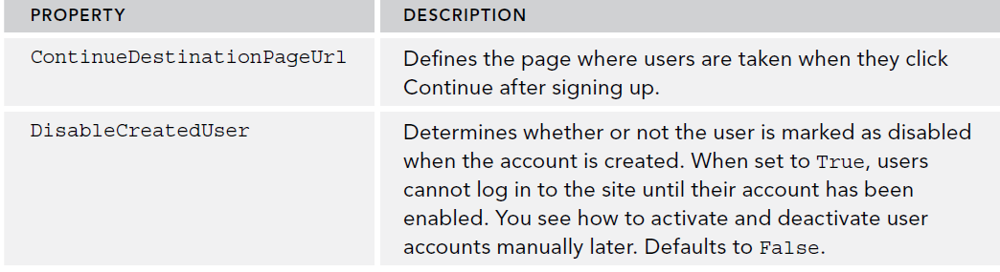 PROPERTY
DESCRIPTION
ContinueDestinationPageUrl
Defines the page where users are taken when they click
Continue after signing up.
DisableCreatedUser
Determines whether or not the user is marked as disabled
when the account is created. When set to True, users
cannot log in to the site until their account has been
enabled. You see how to activate and deactivate user
accounts manually later. Defaults to False.